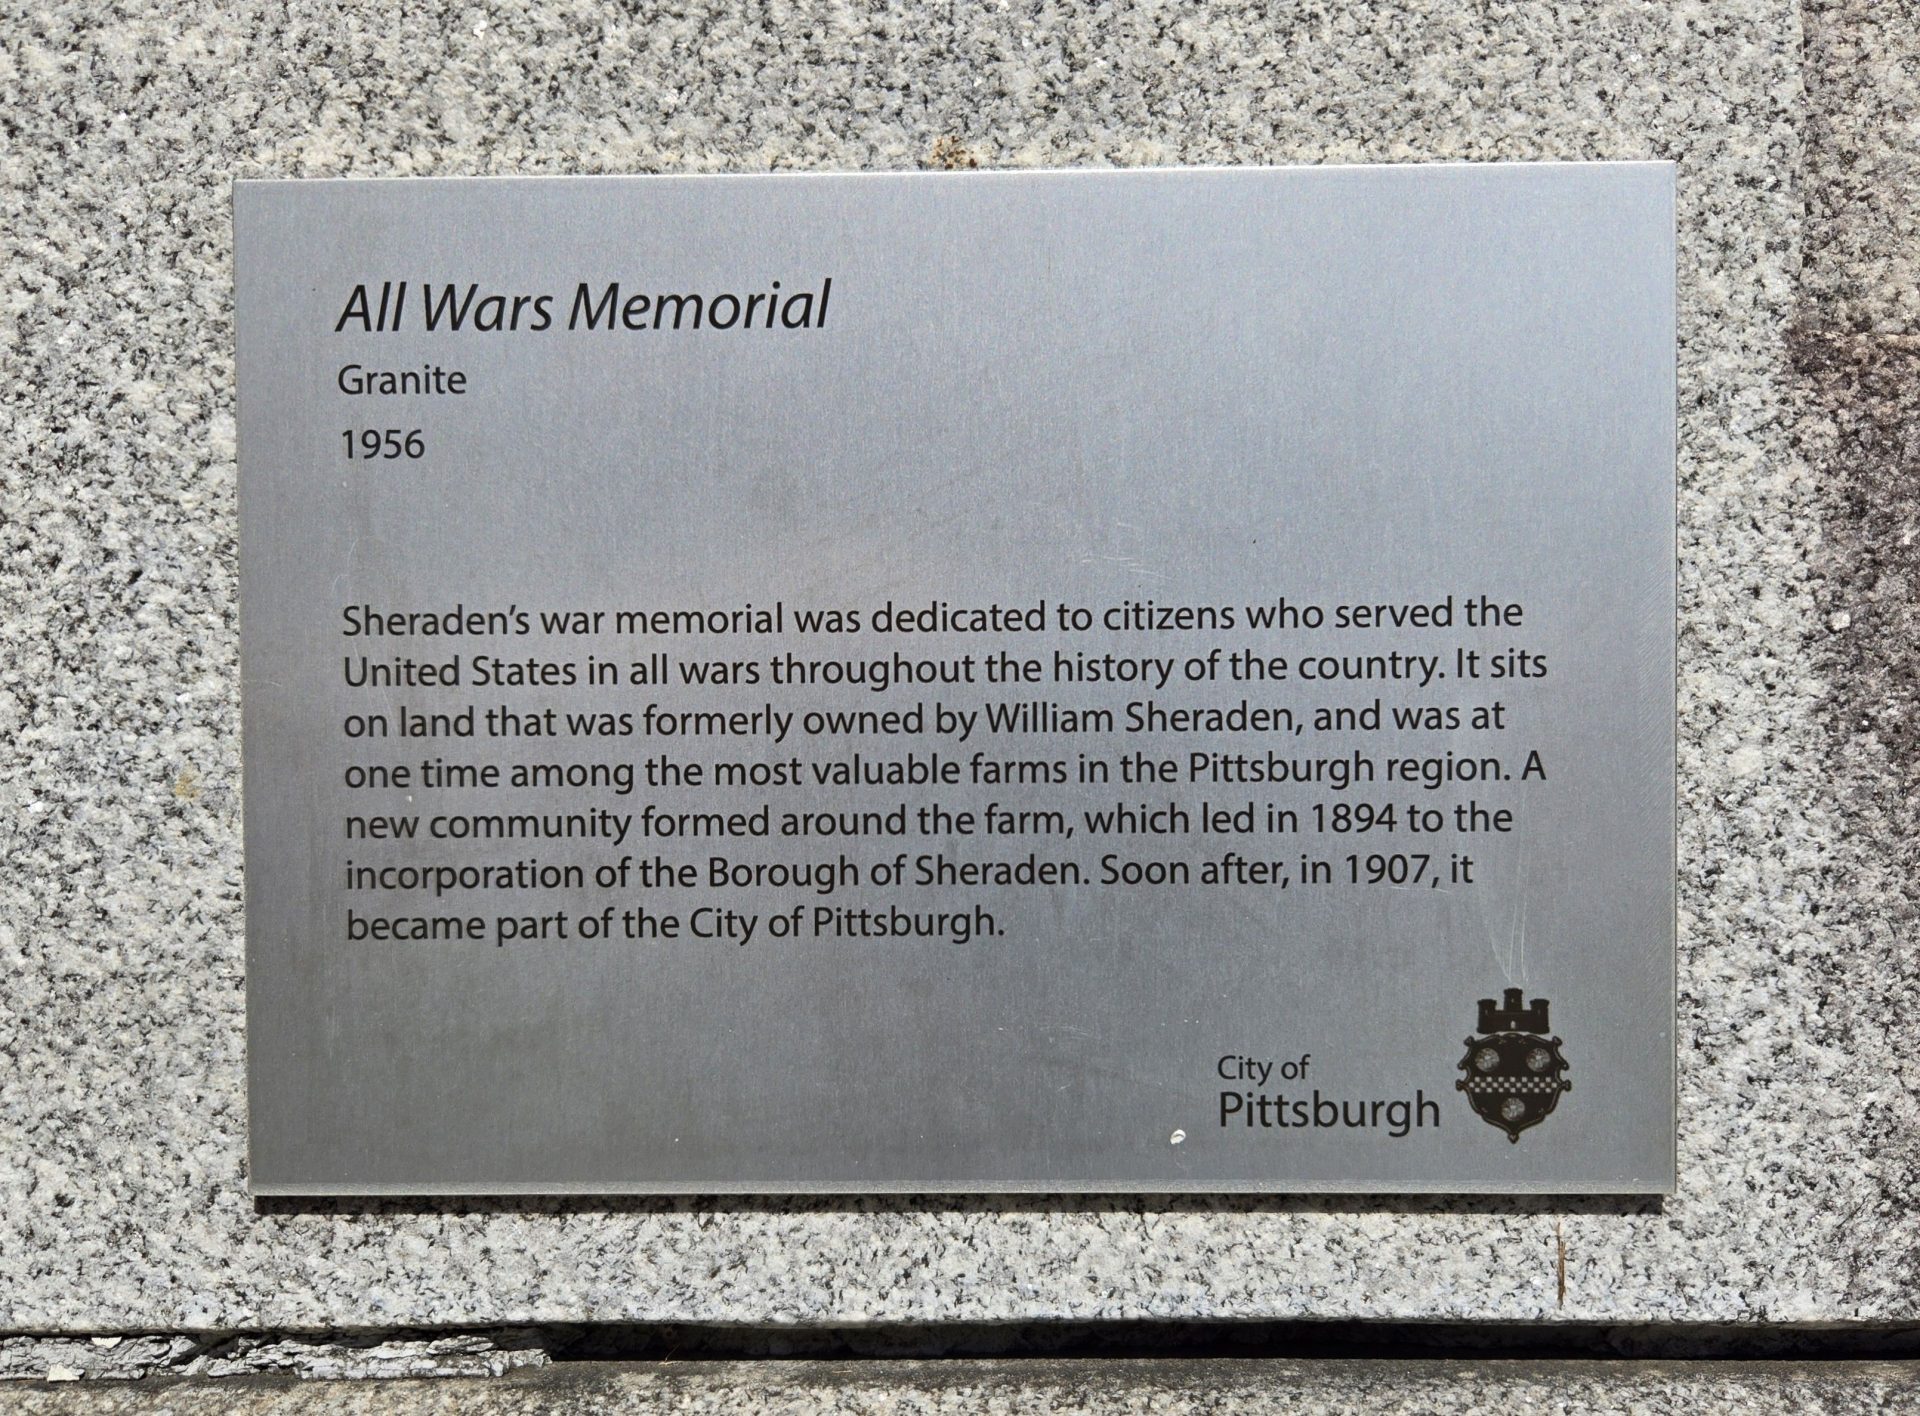 All Wars Memorial
Granite
1956
Sheraden's war memorial was dedicated to citizens who served the
United States in all wars throughout the history of the country. It sits
on land that was formerly owned by William Sheraden, and was at
one time among the most valuable farms in the Pittsburgh region. A
new community formed around the farm, which led in 1894 to the
incorporation of the Borough of Sheraden. Soon after, in 1907, it
became part of the City of Pittsburgh.
City of
Pittsburgh